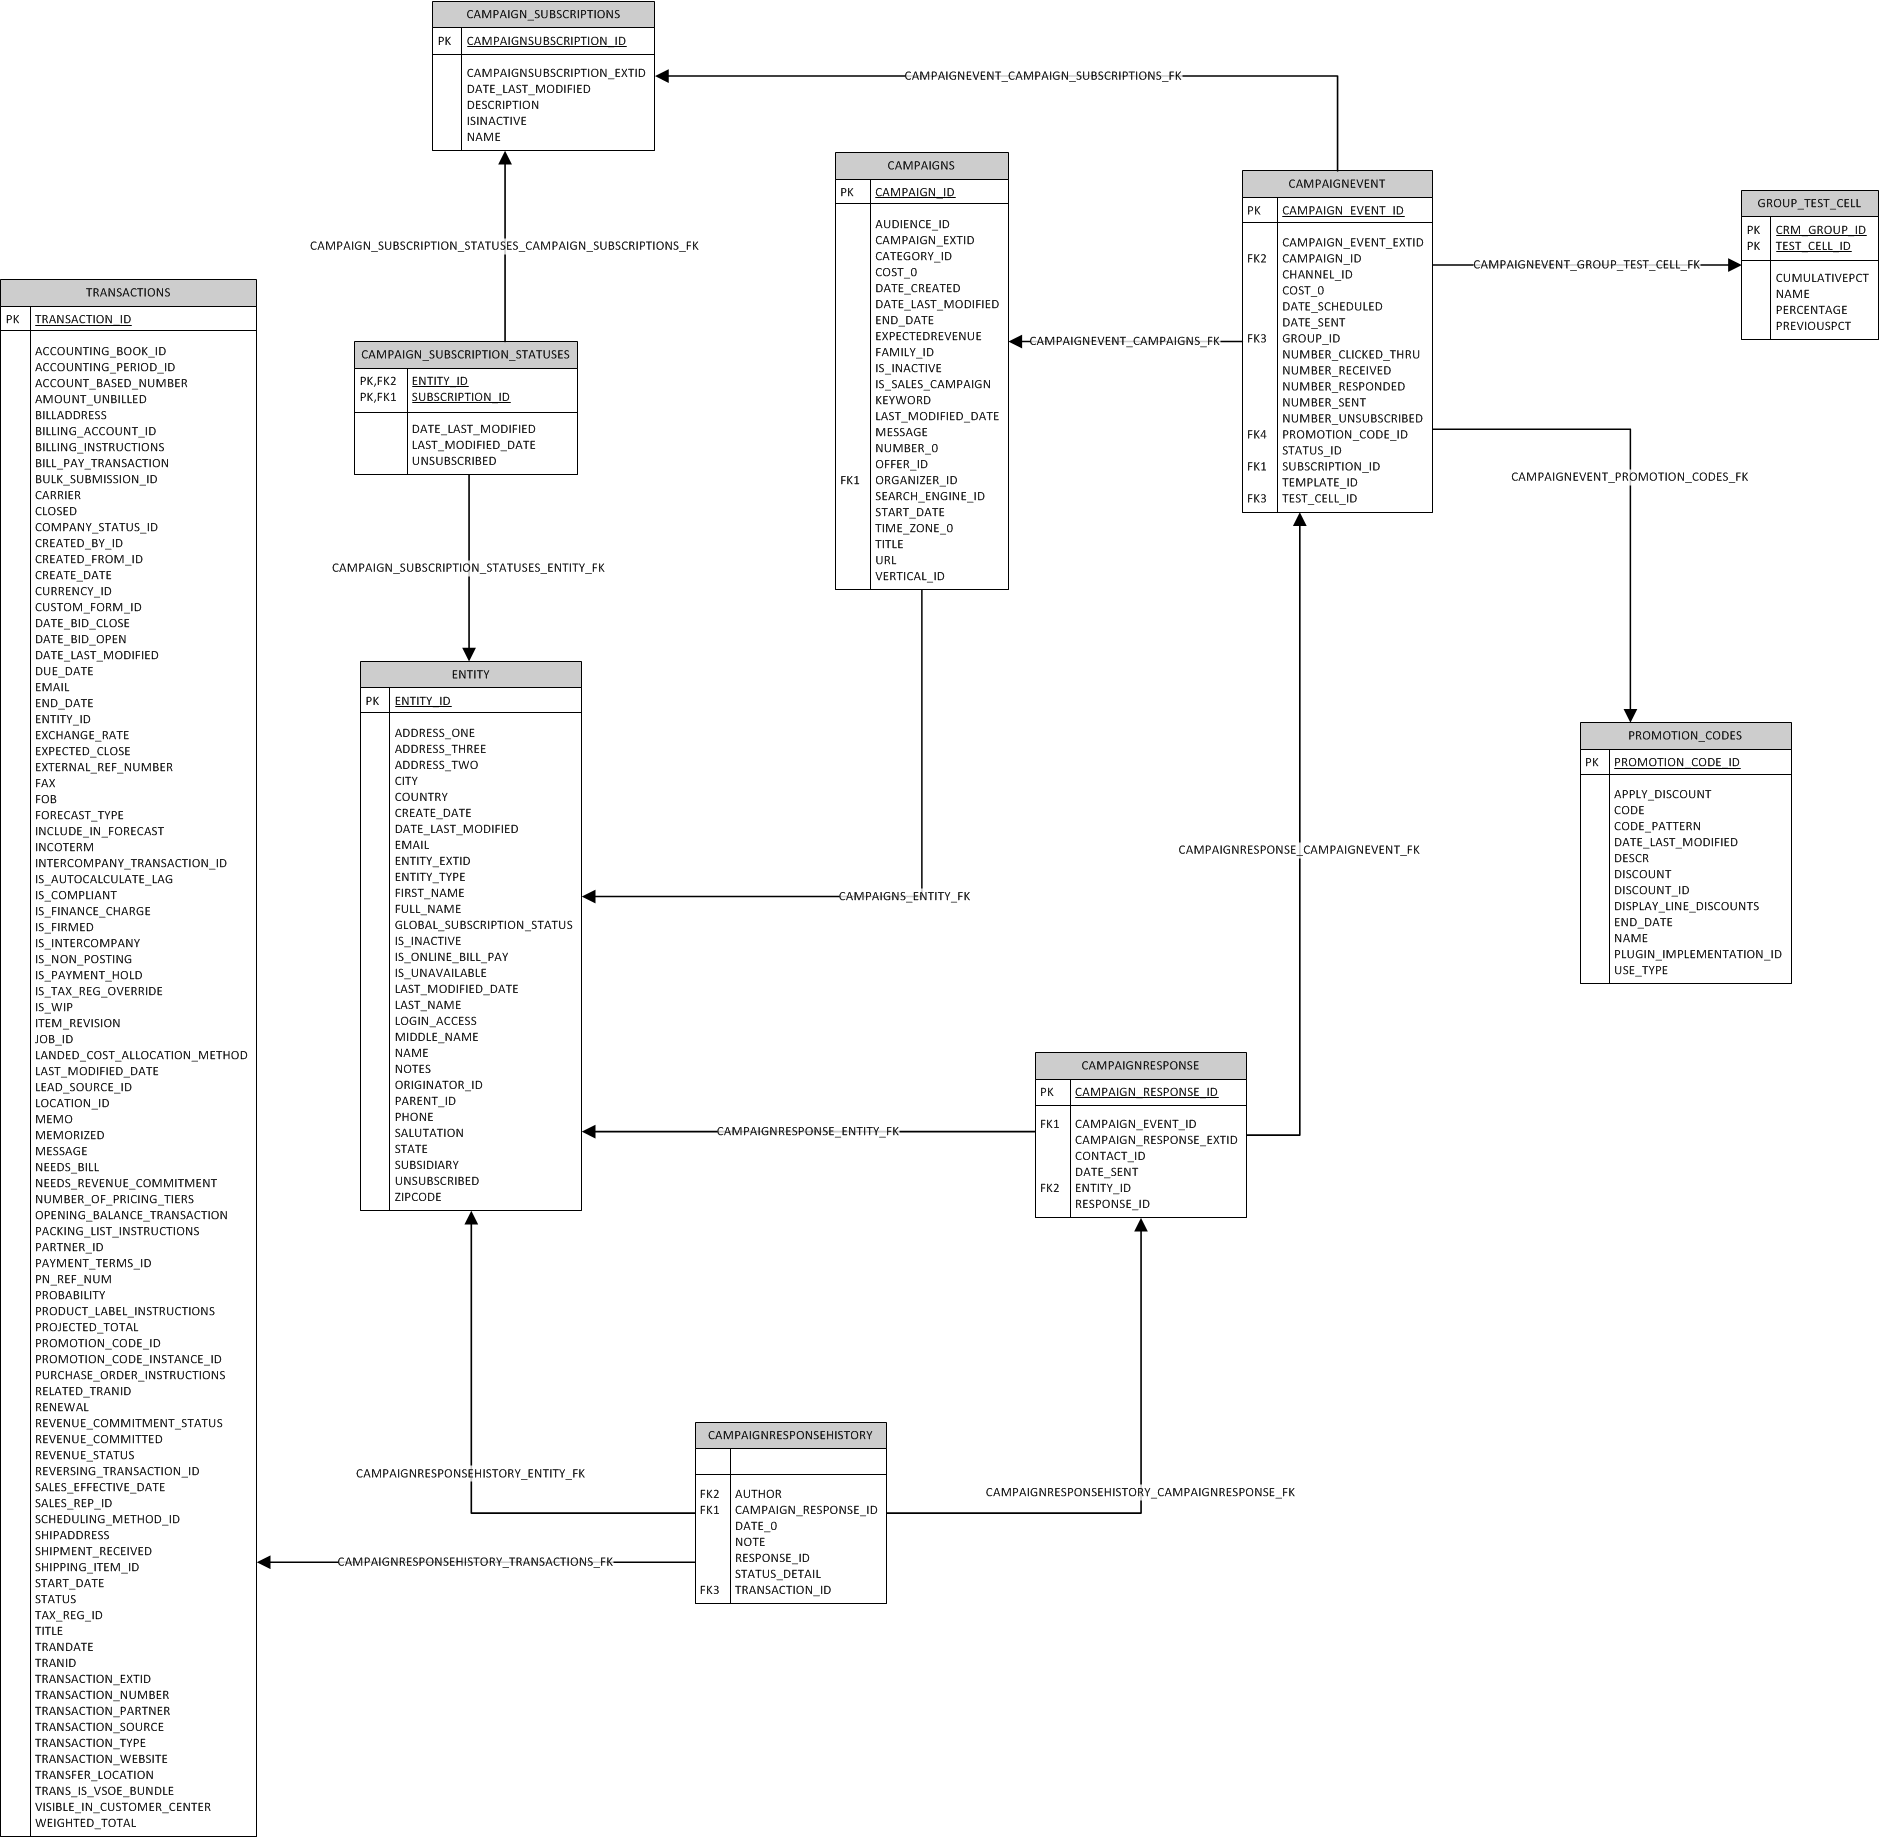 CAMPAIGN_SUBSCRIPTIONS
PK CAMPAIGNSUBSCRIPTION_ID
CAMPAIGNSUBSCRIPTION_EXTID
DATE_LAST_MODIFIED
DESCRIPTION
ISINACTIVE
NAME
CAMPAIGNEVENT_CAMPAIGN_SUBSCRIPTIONS_FK
CAMPAIGN_SUBSCRIPTION_STATUSES_CAMPAIGN_SUBSCRIPTIONS_FK
CAMPAIGNS
PK CAMPAIGN_ID
AUDIENCE_ID
CAMPAIGN_EXTID
CATEGORY_ID
COST_0
DATE_CREATED
DATE_LAST_MODIFIED
END_DATE
EXPECTEDREVENUE
FAMILY_ID
IS_INACTIVE
IS_SALES_CAMPAIGN
KEYWORD
LAST_MODIFIED_DATE
MESSAGE
NUMBER_0
OFFER_ID
FK1 ORGANIZER_ID
SEARCH_ENGINE_ID
START_DATE
TIME_ZONE_0
TITLE
URL
VERTICAL_ID
CAMPAIGNEVENT_CAMPAIGNS_FK
CAMPAIGNEVENT
PK CAMPAIGN_EVENT_ID
CAMPAIGN_EVENT_EXTID
FK2 CAMPAIGN_ID
CHANNEL_ID
COST_0
DATE_SCHEDULED
DATE_SENT
FK3 GROUP_ID
NUMBER_CLICKED_THRU
NUMBER_RECEIVED
NUMBER_RESPONDED
NUMBER_SENT
NUMBER_UNSUBSCRIBED
FK4 PROMOTION_CODE_ID
STATUS_ID
FK1 SUBSCRIPTION_ID
TEMPLATE_ID
FK3 TEST_CELL_ID
CAMPAIGNEVENT_GROUP_TEST_CELL_FK
GROUP_TEST_CELL
PK CRM_GROUP_ID
PK TEST_CELL_ID
CUMULATIVEPCT
NAME
PERCENTAGE
PREVIOUSPCT
CAMPAIGNEVENT_PROMOTION_CODES_FK
TRANSACTIONS
PK TRANSACTION_ID
ACCOUNTING_BOOK_ID
ACCOUNTING_PERIOD_ID
ACCOUNT_BASED_NUMBER
AMOUNT_UNBILLED
BILLADDRESS
BILLING_ACCOUNT_ID
BILLING_INSTRUCTIONS
BILL_PAY_TRANSACTION
BULK_SUBMISSION_ID
CARRIER
CLOSED
COMPANY_STATUS_ID
CREATED_BY_ID
CREATED_FROM_ID
CREATE_DATE
CURRENCY_ID
CUSTOM_FORM_ID
DATE_BID_CLOSE
DATE_BID_OPEN
DATE_LAST_MODIFIED
DUE_DATE
EMAIL
END_DATE
ENTITY_ID
EXCHANGE_RATE
EXPECTED_CLOSE
EXTERNAL_REF_NUMBER
FAX
FOB
FORECAST_TYPE
INCLUDE_IN_FORECAST
INCOTERM
INTERCOMPANY_TRANSACTION_ID
IS_AUTOCALCULATE_LAG
IS_COMPLIANT
IS_FINANCE_CHARGE
IS_FIRMED
IS_INTERCOMPANY
IS_NON_POSTING
IS_PAYMENT_HOLD
IS_TAX_REG_OVERRIDE
IS_WIP
ITEM_REVISION
JOB_ID
LANDED_COST_ALLOCATION_METHOD
LAST_MODIFIED_DATE
LEAD_SOURCE_ID
LOCATION_ID
MEMO
MEMORIZED
MESSAGE
NEEDS_BILL
NEEDS_REVENUE_COMMITMENT
NUMBER_OF_PRICING_TIERS
OPENING_BALANCE_TRANSACTION
PACKING_LIST_INSTRUCTIONS
PARTNER_ID
PAYMENT_TERMS_ID
PN_REF_NUM
PROBABILITY
PRODUCT_LABEL_INSTRUCTIONS
PROJECTED_TOTAL
PROMOTION_CODE_ID
PROMOTION_CODE_INSTANCE_ID
PURCHASE_ORDER_INSTRUCTIONS
RELATED_TRANID
RENEWAL
REVENUE_COMMITMENT_STATUS
REVENUE_COMMITTED
REVENUE_STATUS
REVERSING_TRANSACTION_ID
SALES_EFFECTIVE_DATE
SALES_REP_ID
SCHEDULING_METHOD_ID
SHIPADDRESS
SHIPMENT_RECEIVED
SHIPPING_ITEM_ID
START_DATE
STATUS
TAX_REG_ID
TITLE
TRANDATE
TRANID
TRANSACTION_EXTID
TRANSACTION_NUMBER
TRANSACTION_PARTNER
TRANSACTION_SOURCE
TRANSACTION_TYPE
TRANSACTION_WEBSITE
TRANSFER_LOCATION
TRANS_IS_VSOE_BUNDLE
VISIBLE_IN_CUSTOMER_CENTER
WEIGHTED_TOTAL
CAMPAIGN_SUBSCRIPTION_STATUSES
PK,FK2 ENTITY_ID
PK,FK1 SUBSCRIPTION_ID
DATE_LAST_MODIFIED
LAST_MODIFIED_DATE
UNSUBSCRIBED
CAMPAIGN_SUBSCRIPTION_STATUSES_ENTITY_FK
ENTITY
PK ENTITY_ID
ADDRESS_ONE
ADDRESS_THREE
ADDRESS_TWO
CITY
COUNTRY
CREATE_DATE
DATE_LAST_MODIFIED
EMAIL
ENTITY_EXTID
ENTITY_TYPE
FIRST_NAME
FULL_NAME
GLOBAL_SUBSCRIPTION_STATUS
IS_INACTIVE
IS_ONLINE_BILL_PAY
IS_UNAVAILABLE
LAST_MODIFIED_DATE
LAST_NAME
LOGIN_ACCESS
MIDDLE_NAME
NAME
NOTES
ORIGINATOR_ID
PARENT_ID
PHONE
SALUTATION
STATE
SUBSIDIARY
UNSUBSCRIBED
ZIPCODE
CAMPAIGNS_ENTITY_FK
CAMPAIGNRESPONSE_CAMPAIGNEVENT_FK
PROMOTION_CODES
PK PROMOTION_CODE_ID
APPLY_DISCOUNT
CODE
CODE_PATTERN
DATE_LAST_MODIFIED
DESCR
DISCOUNT
DISCOUNT_ID
DISPLAY_LINE_DISCOUNTS
END_DATE
NAME
PLUGIN_IMPLEMENTATION_ID
USE_TYPE
CAMPAIGNRESPONSE_ENTITY_FK
CAMPAIGNRESPONSE
PK CAMPAIGN_RESPONSE_ID
FK1 CAMPAIGN_EVENT_ID
CAMPAIGN_RESPONSE_EXTID
CONTACT_ID
DATE_SENT
FK2 ENTITY_ID
RESPONSE_ID
CAMPAIGNRESPONSEHISTORY_ENTITY_FK
CAMPAIGNRESPONSEHISTORY_TRANSACTIONS_FK
CAMPAIGNRESPONSEHISTORY
FK2 AUTHOR
FK1 CAMPAIGN_RESPONSE_ID
DATE_0
NOTE
RESPONSE_ID
STATUS_DETAIL
FK3 TRANSACTION_ID
CAMPAIGNRESPONSEHISTORY_CAMPAIGNRESPONSE_FK